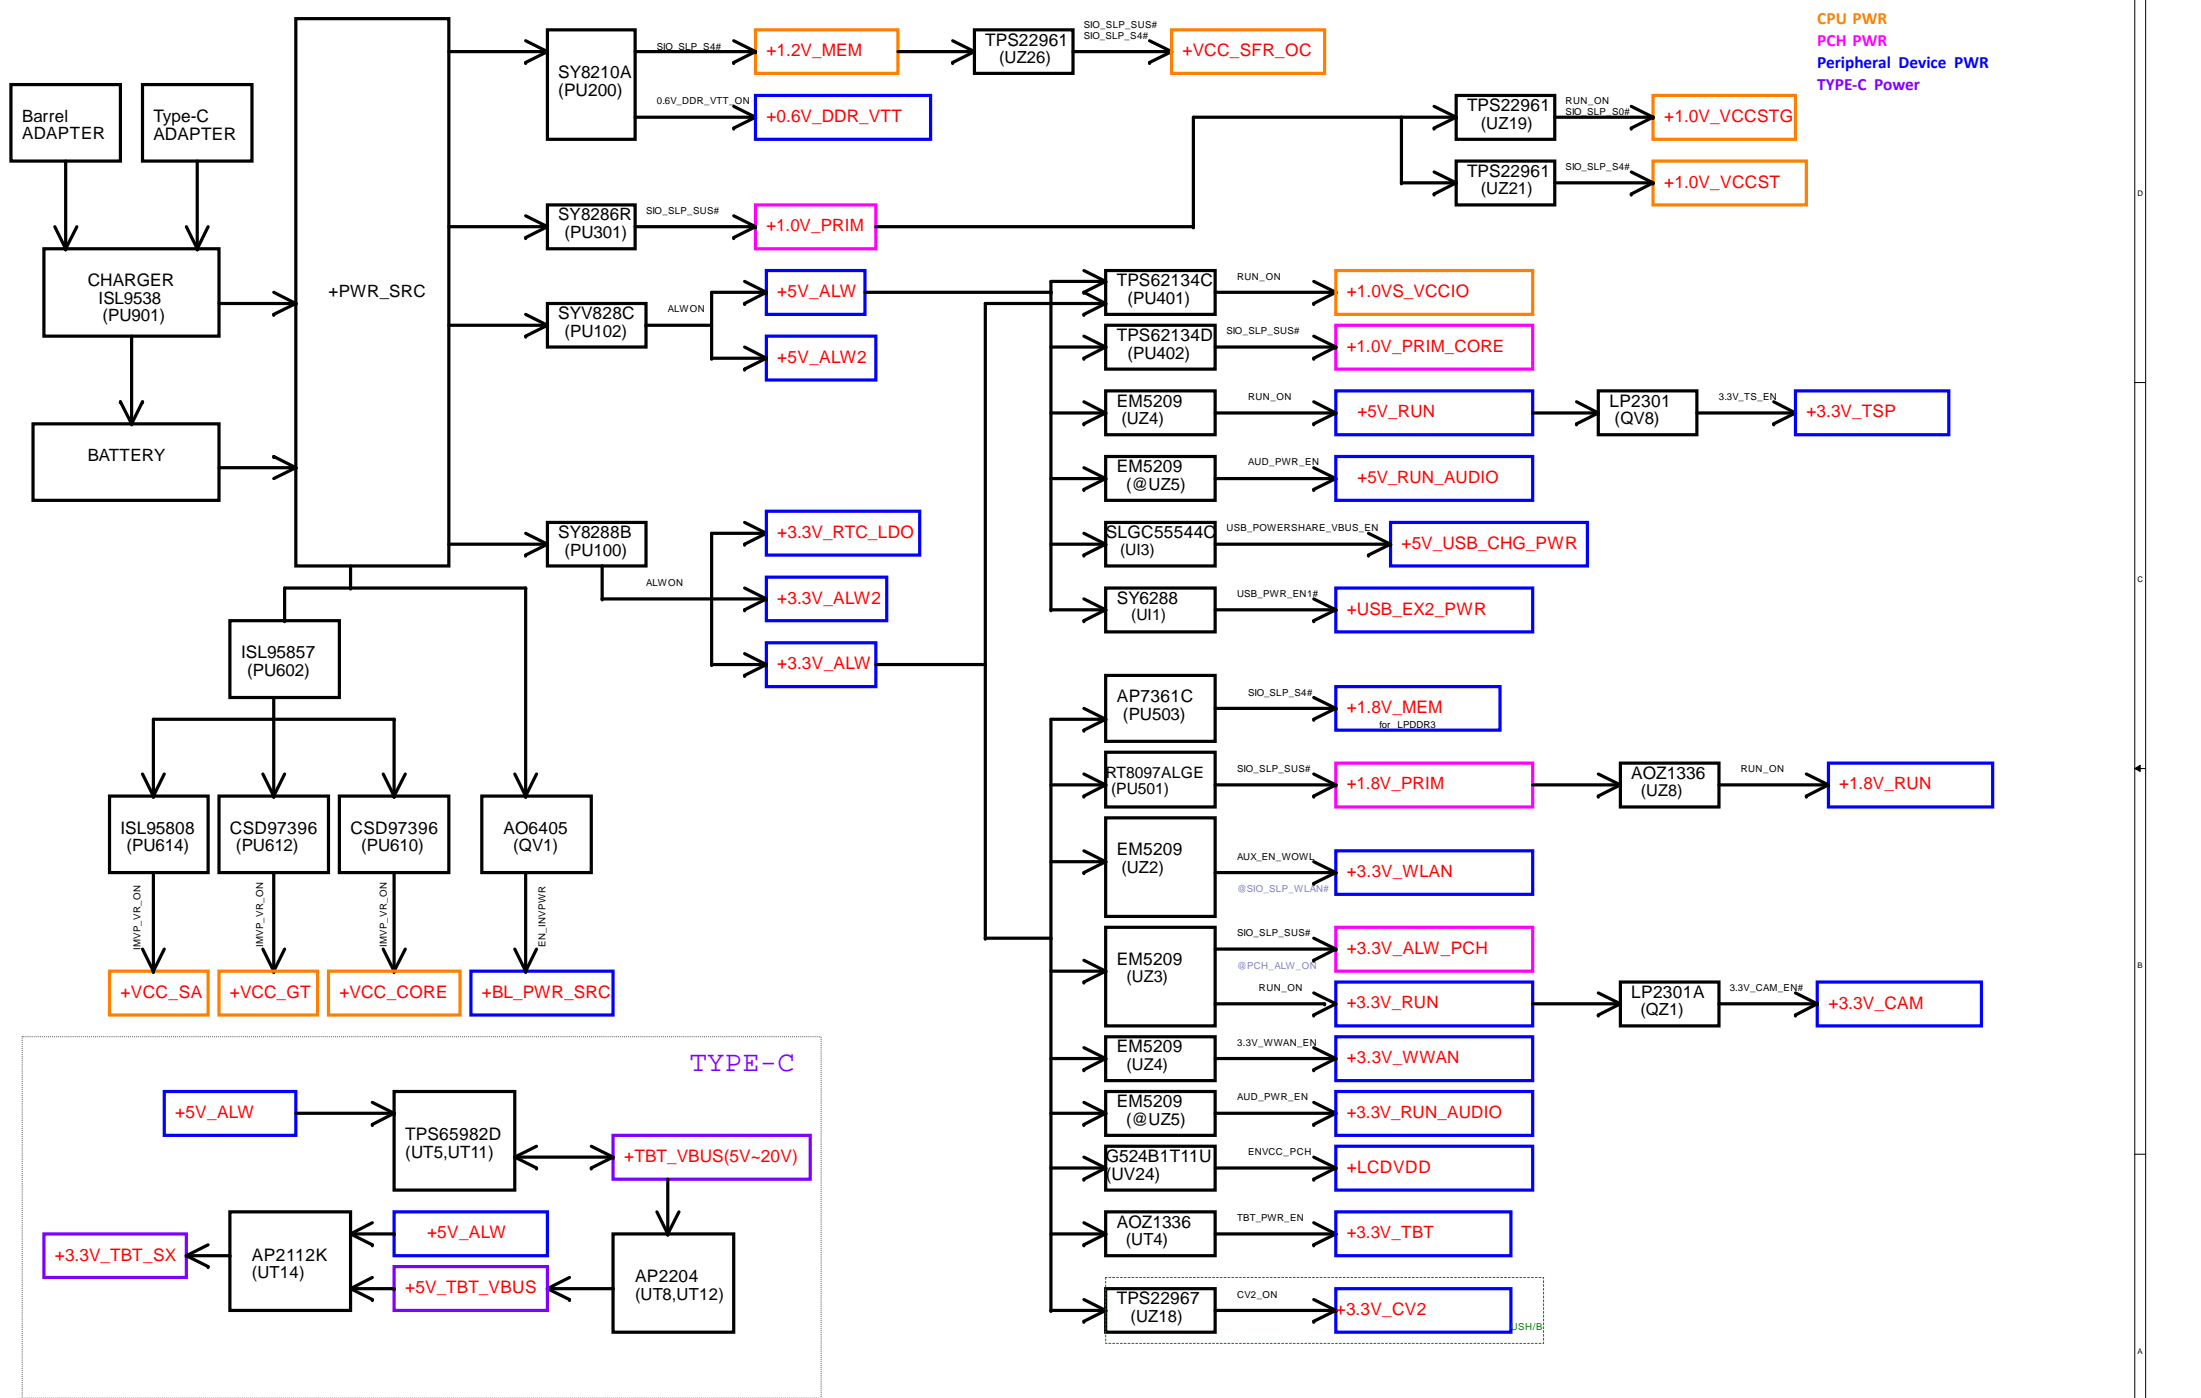 CPU PWR
PCH PWR
Peripheral Device PWR
TYPE-C Power
Barrel
ADAPTER
Type-C
ADAPTER
CHARGER
ISL9538
(PU901)
BATTERY
+PWR_SRC
SY8210A
(PU200)
SIO_SLP_S4#
+1.2V_MEM
TPS22961
(UZ26)
SIO_SLP_SUS#
SIO_SLP_S4#
+VCC_SFR_OC
0.6V_DDR_VTT_ON
+0.6V_DDR_VTT
TPS22961
(UZ19)
RUN_ON
SIO_SLP_S0#
+1.0V_VCCSTG
TPS22961
(UZ21)
SIO_SLP_S4#
+1.0V_VCCST
SY8286R
(PU301)
SIO_SLP_SUS#
+1.0V_PRIM
SYV828C
(PU102)
ALWON
+5V_ALW
+5V_ALW2
TPS62134C
(PU401)
RUN_ON
+1.0VS_VCCIO
TPS62134D
(PU402)
SIO_SLP_SUS#
+1.0V_PRIM_CORE
EM5209
(UZ4)
RUN_ON
+5V_RUN
LP2301
(QV8)
3.3V_TS_EN
+3.3V_TSP
EM5209
(@UZ5)
AUD_PWR_EN
+5V_RUN_AUDIO
SY8288B
(PU100)
ALWON
+3.3V_RTC_LDO
+3.3V_ALW2
+3.3V_ALW
SLGC55544C
(UI3)
USB_POWERSHARE_VBUS_EN
+5V_USB_CHG_PWR
SY6288
(UI1)
USB_PWR_EN1#
+USB_EX2_PWR
ISL95857
(PU602)
AP7361C
(PU503)
SIO_SLP_S4#
+1.8V_MEM
for LPDDR3
RT8097ALGE
(PU501)
SIO_SLP_SUS#
+1.8V_PRIM
AOZ1336
(UZ8)
RUN_ON
+1.8V_RUN
ISL95808
(PU614)
CSD97396
(PU612)
CSD97396
(PU610)
AO6405
(QV1)
IMVP_VR_ON
IMVP_VR_ON
IMVP_VR_ON
EN_INVPWR
+VCC_SA
+VCC_GT
+VCC_CORE
+BL_PWR_SRC
EM5209
(UZ2)
AUX_EN_WOWL
@SIO_SLP_WLAN#
+3.3V_WLAN
EM5209
(UZ3)
SIO_SLP_SUS#
@PCH_ALW_ON
+3.3V_ALW_PCH
RUN_ON
+3.3V_RUN
LP2301A
(QZ1)
3.3V_CAM_EN#
+3.3V_CAM
EM5209
(UZ4)
3.3V_WWAN_EN
+3.3V_WWAN
EM5209
(@UZ5)
AUD_PWR_EN
+3.3V_RUN_AUDIO
G524B1T11U
(UV24)
ENVCC_PCH
+LCDVDD
AOZ1336
(UT4)
TBT_PWR_EN
+3.3V_TBT
TPS22967
(UZ18)
CV2_ON
+3.3V_CV2
USH/B
TYPE-C
+5V_ALW
TPS65982D
(UT5,UT11)
+TBT_VBUS(5V~20V)
+3.3V_TBT_SX
AP2112K
(UT14)
+5V_ALW
+5V_TBT_VBUS
AP2204
(UT8,UT12)
D
C
B
A